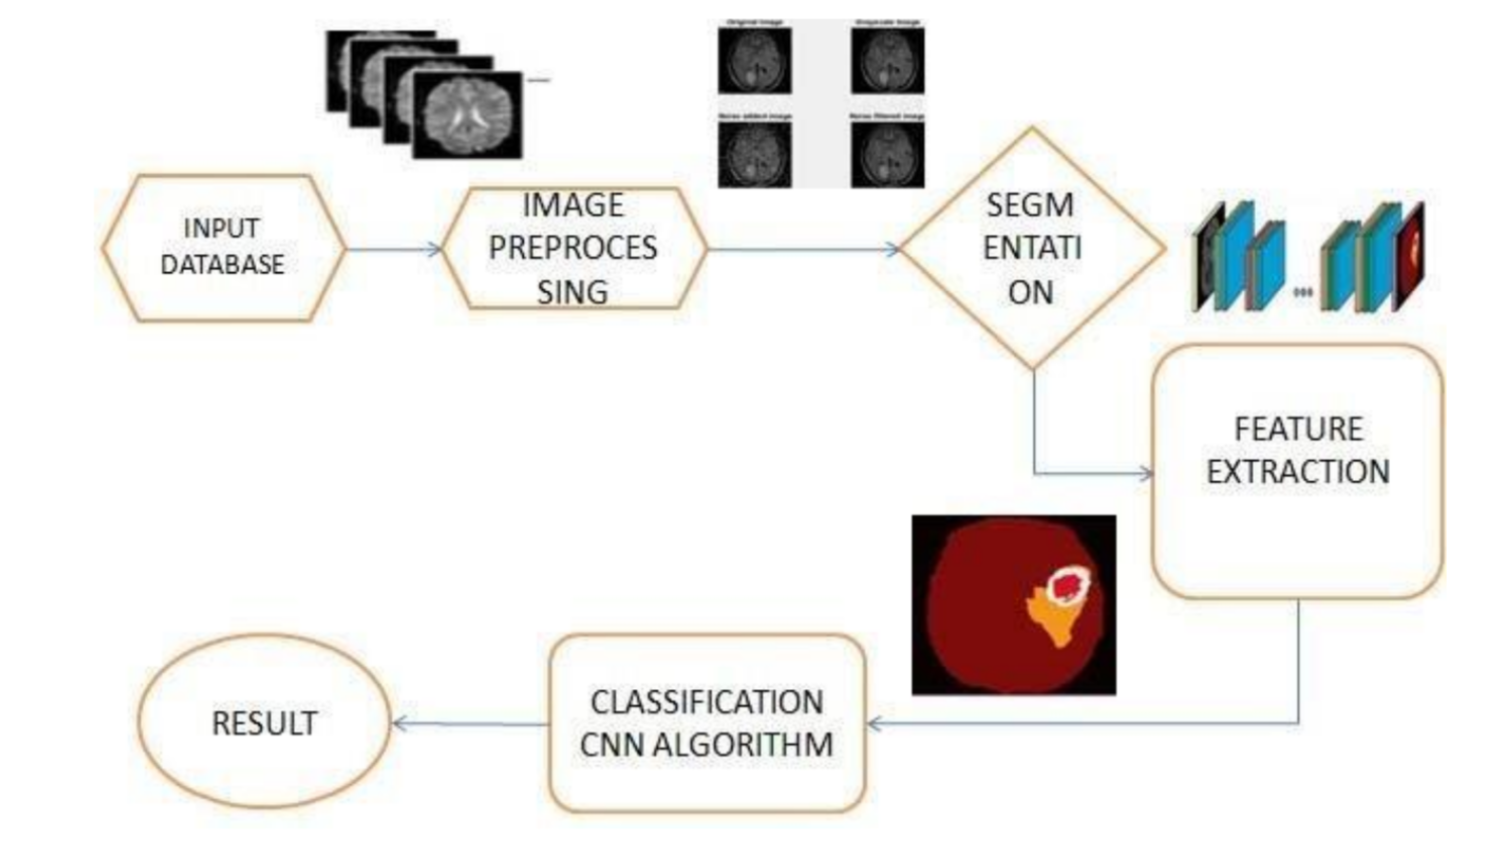 Original image
Grayscale image
Noise added image
Noise filtered image
INPUT
DATABASE
IMAGE
PREPROCES
SING
SEGM
ENTATI
ON
FEATURE
EXTRACTION
CLASSIFICATION
CNN ALGORITHM
RESULT